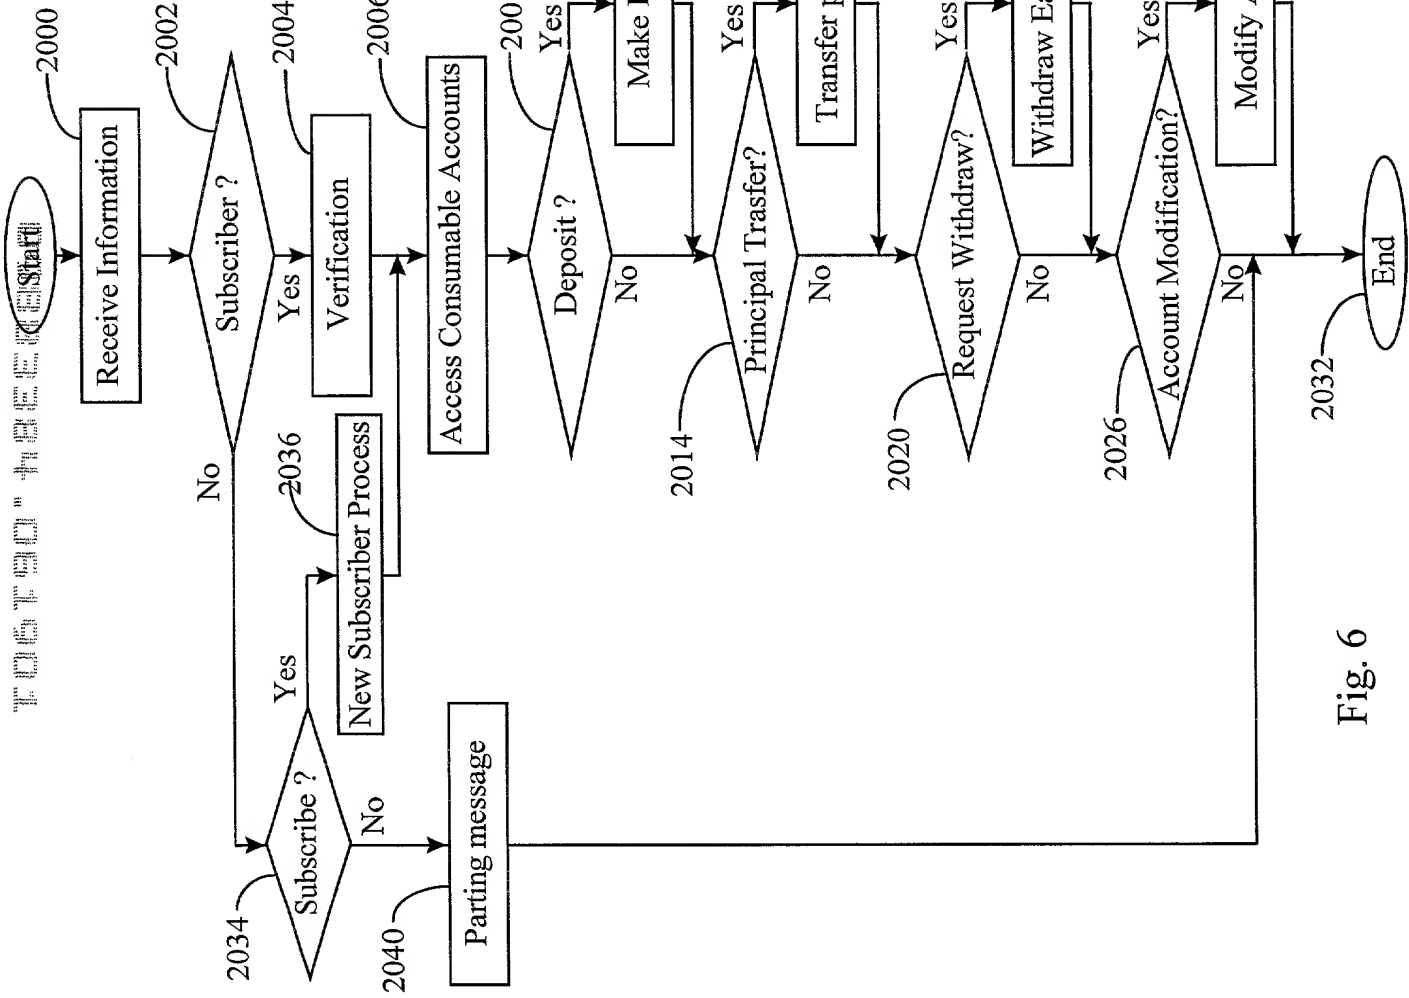 Start
2000
Receive Information
2002
Subscriber ?
Yes
No
2004
Verification
2036
New Subscriber Process
2034
Subscribe ?
Yes
No
2040
Parting message
2006
Access Consumable Accounts
200
Deposit ?
Yes
No
Make
2014
Principal Trasfer?
Yes
No
Transfer
2020
Request Withdraw?
Yes
No
Withdraw Ea
2026
Account Modification?
Yes
No
Modify
2032
End
Fig. 6